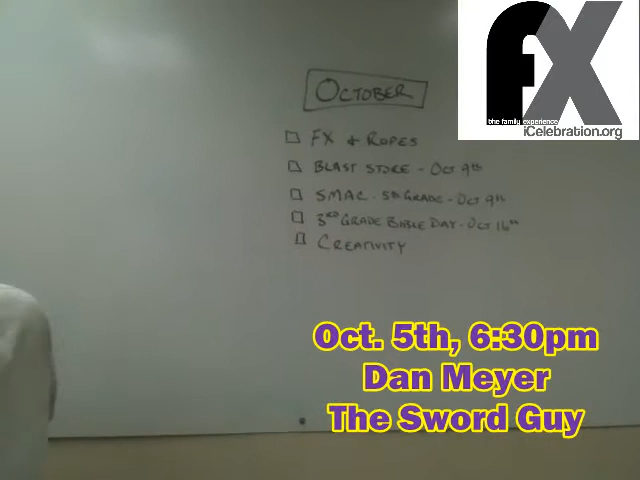 fX
the family experience
iCelebration.org
OCTOBER
FX & ROPES
BLAST STORE - OCT 9th
SMAC - 5th GRADE - OCT 9th
3RD GRADE BIBLE DAY - OCT 16th
CREATIVITY
Oct. 5th, 6:30pm
Dan Meyer
The Sword Guy